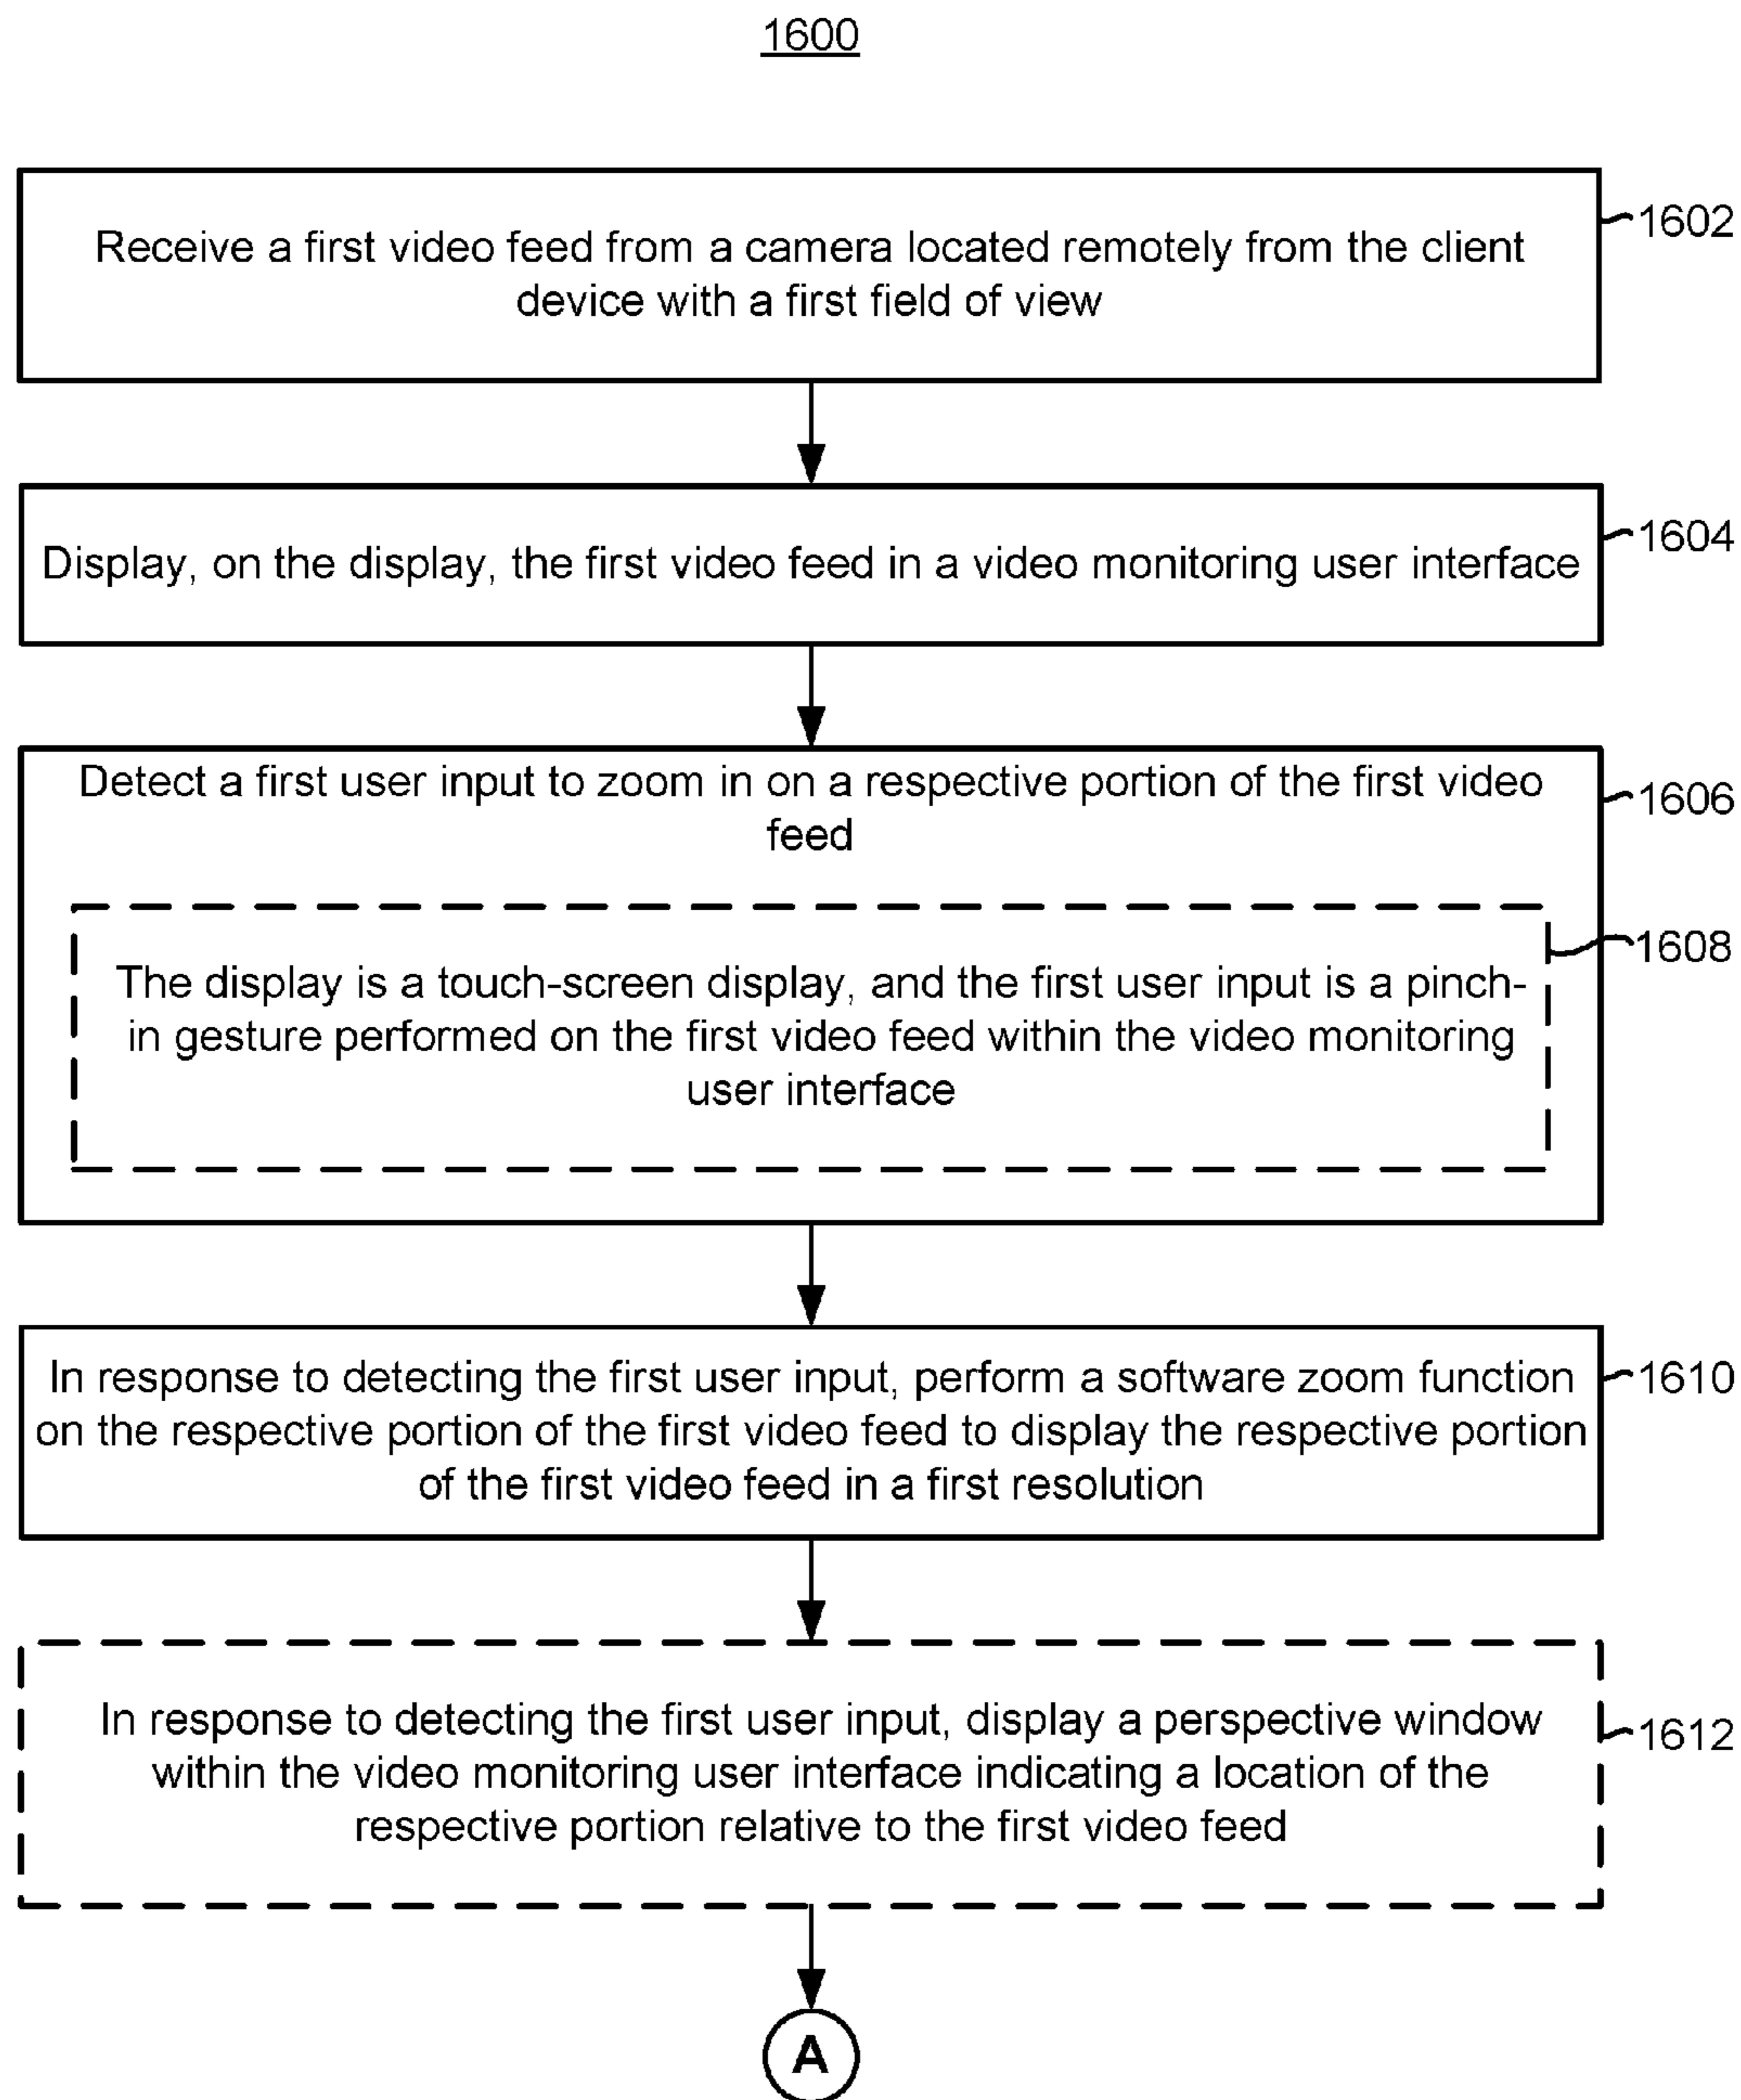 1600
Receive a first video feed from a camera located remotely from the client
device with a first field of view
1602
Display, on the display, the first video feed in a video monitoring user interface
1604
Detect a first user input to zoom in on a respective portion of the first video
feed
1606
The display is a touch-screen display, and the first user input is a pinch-
in gesture performed on the first video feed within the video monitoring
user interface
1608
In response to detecting the first user input, perform a software zoom function
on the respective portion of the first video feed to display the respective portion
of the first video feed in a first resolution
1610
In response to detecting the first user input, display a perspective window
within the video monitoring user interface indicating a location of the
respective portion relative to the first video feed
1612
A